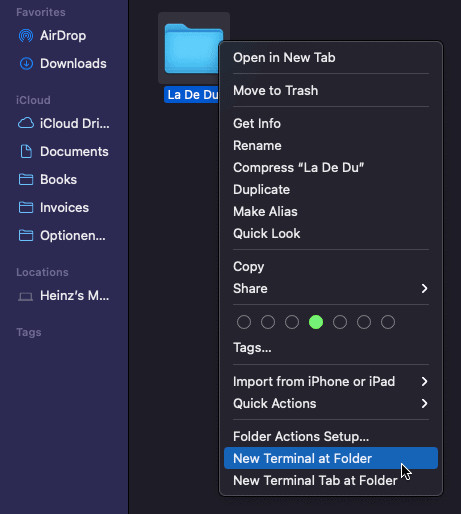 Favorites
AirDrop
Downloads
iCloud
iCloud Dri...
Documents
Books
Invoices
Optionen...
Locations
Heinz’s M...
Tags
La De Du
Open in New Tab
Move to Trash
Get Info
Rename
Compress “La De Du”
Duplicate
Make Alias
Quick Look
Copy
Share
Tags...
Import from iPhone or iPad
Quick Actions
Folder Actions Setup...
New Terminal at Folder
New Terminal Tab at Folder